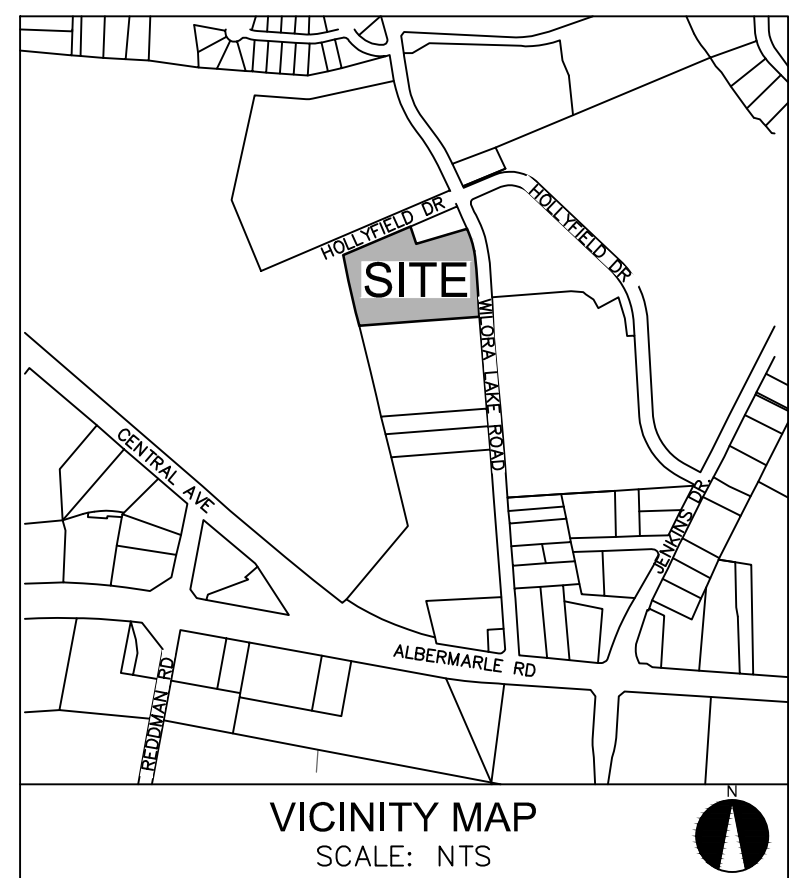 HOLLYFIELD DR
HOLLYFIELD DR
SITE
WILORA LAKE ROAD
CENTRAL AVE
JENKINS DR.
ALBERMARLE RD
REDDMAN RD
VICINITY MAP
SCALE: NTS
N